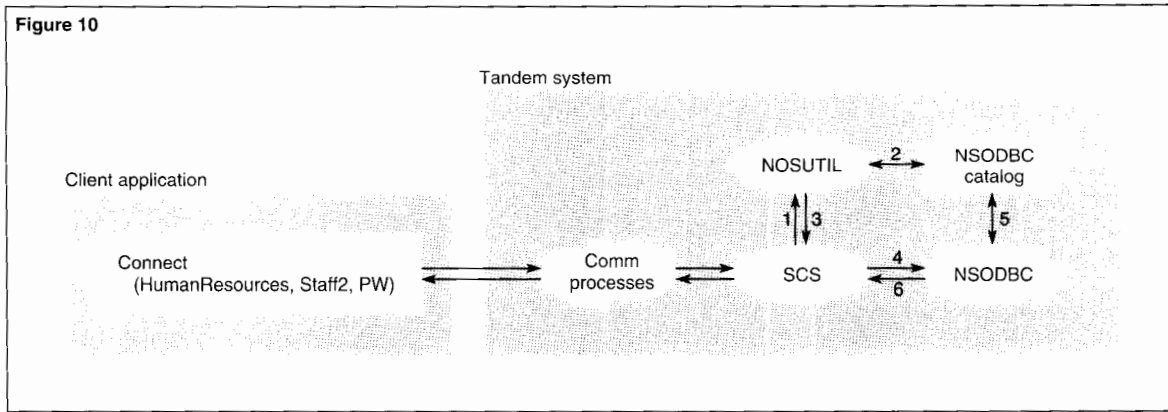 Figure 10
Tandem system
Client application
NOSUTIL
2
NSODBC
catalog
1
3
5
Connect
(HumanResources, Staff2, PW)
Comm
processes
SCS
4
6
NSODBC